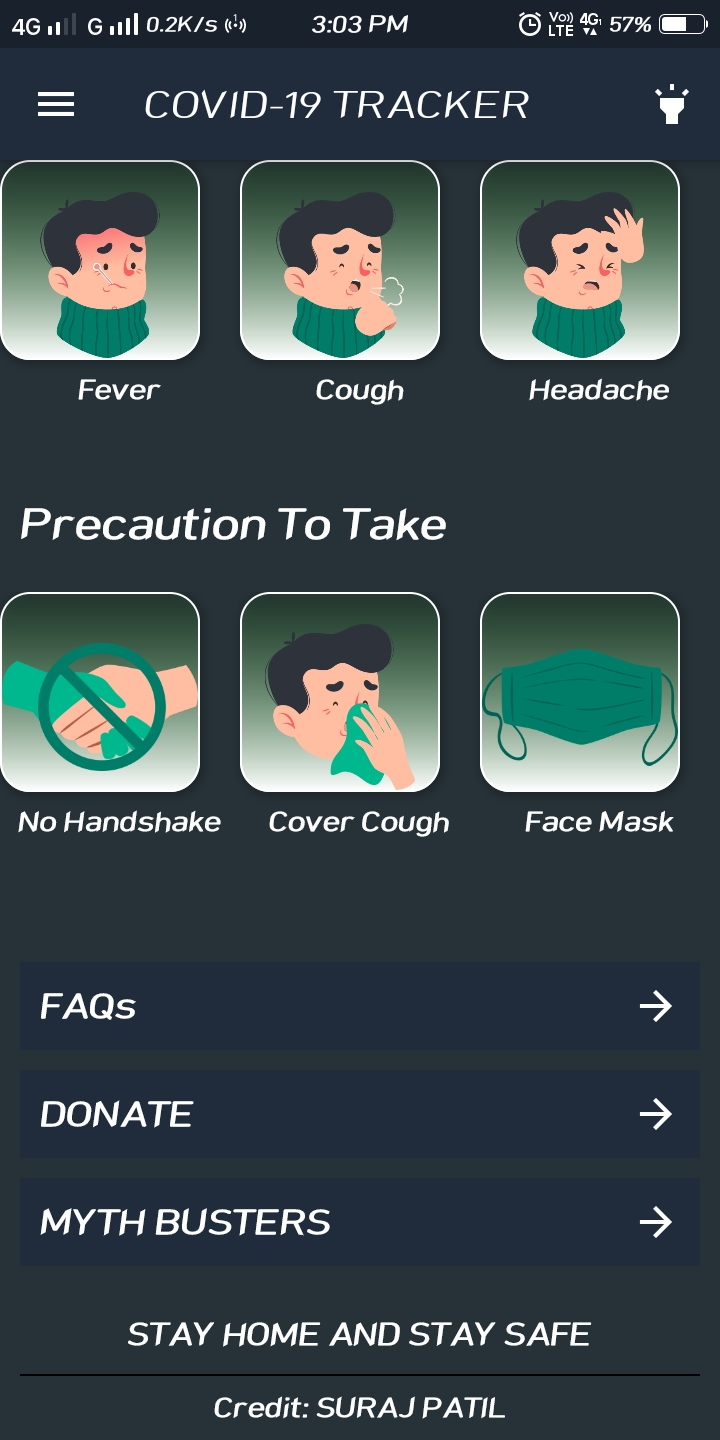 4G G 0.2K/s 1 3:03 PM Vo)) LTE 4G 57%
COVID-19 TRACKER
Fever Cough Headache
Precaution To Take
No Handshake Cover Cough Face Mask
FAQs
DONATE
MYTH BUSTERS
STAY HOME AND STAY SAFE
Credit: SURAJ PATIL